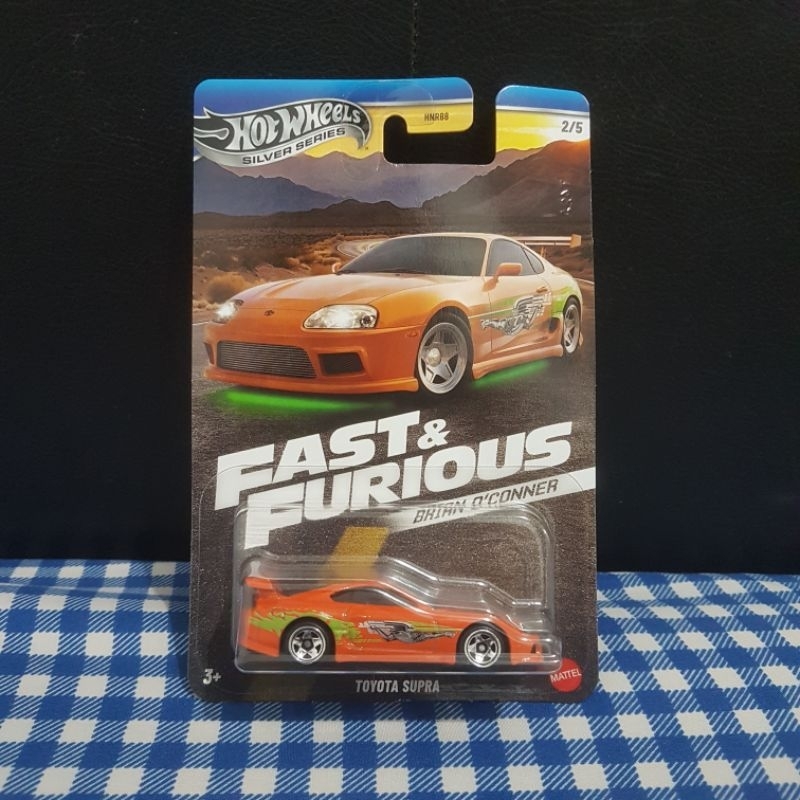 HOT WHEELS
SILVER SERIES
HNR88
2/5
FAST &
FURIOUS
BRIAN O'CONNER
3+
TOYOTA SUPRA
MATTEL